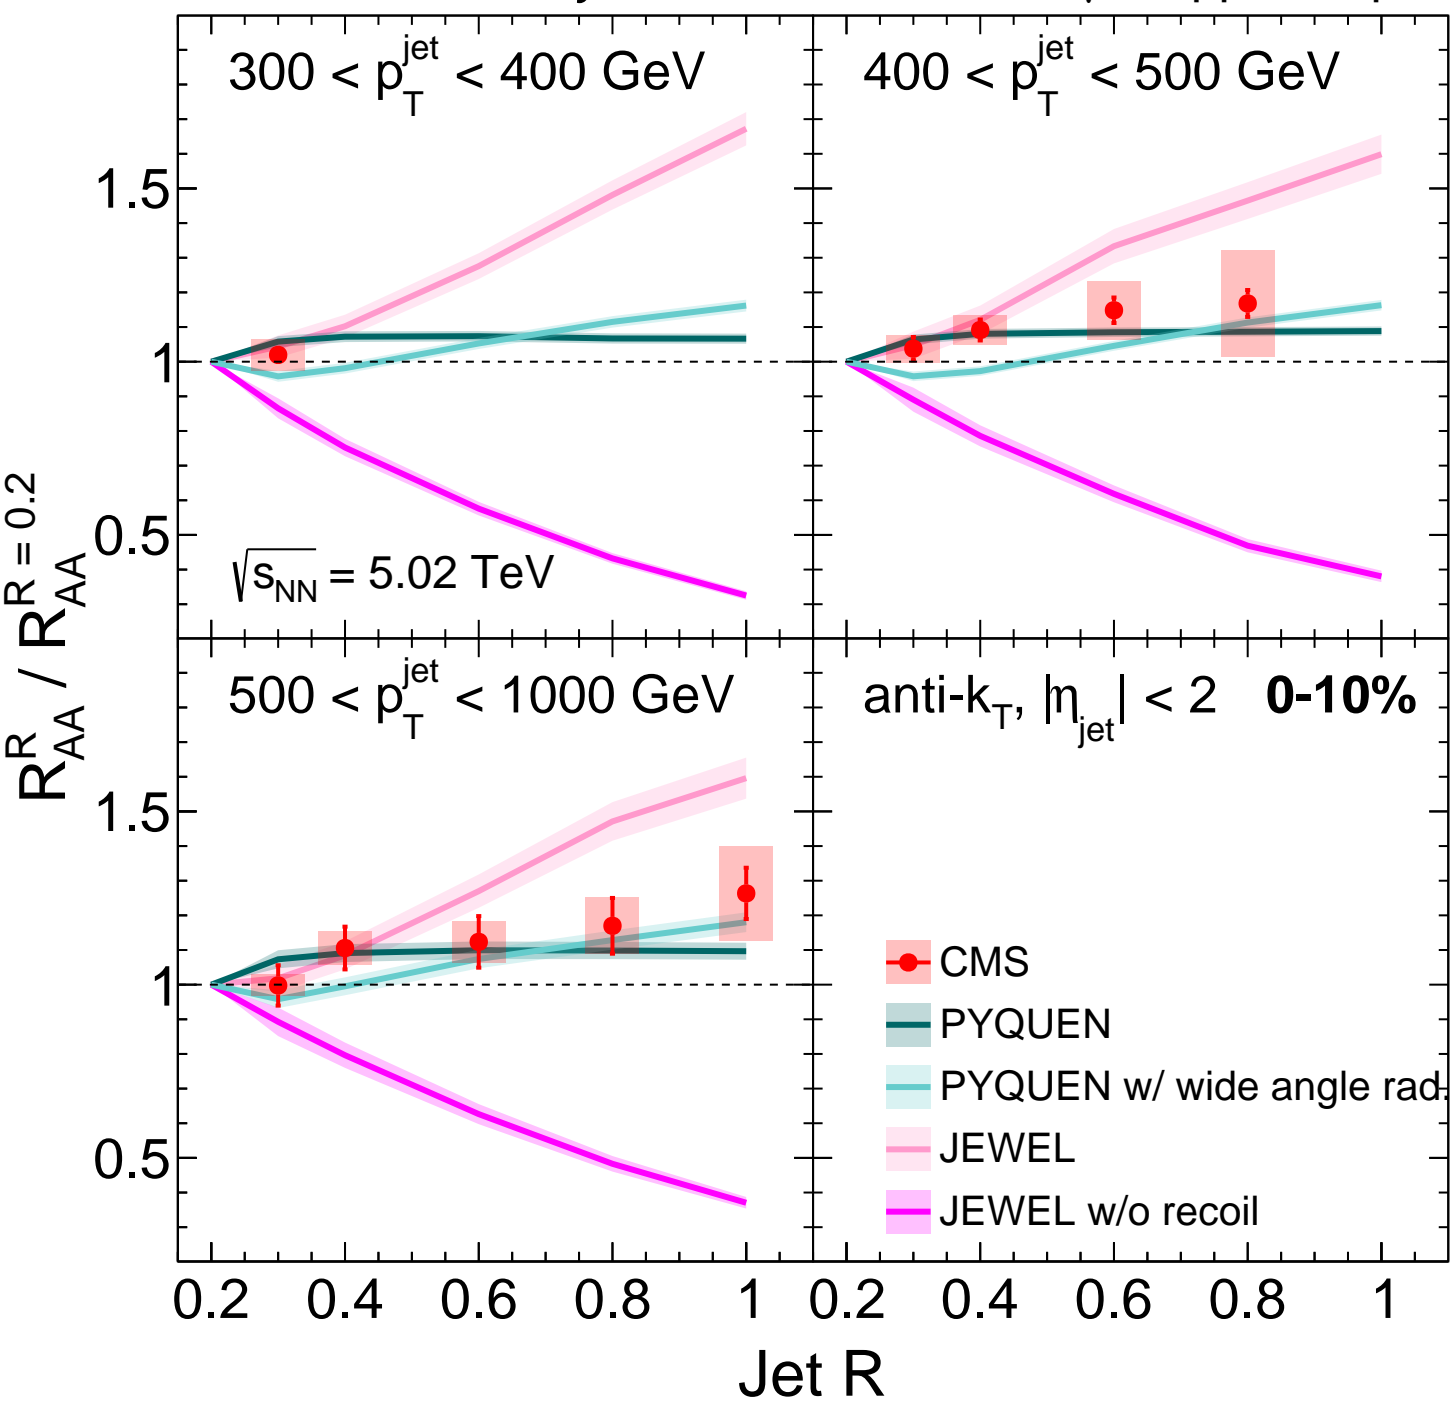 300 < p_T^jet < 400 GeV
400 < p_T^jet < 500 GeV
1.5
1
0.5
√s_NN = 5.02 TeV
R_AA^R / R_AA^R = 0.2
500 < p_T^jet < 1000 GeV
anti-k_T, |η_jet| < 2 0-10%
1.5
1
0.5
CMS
PYQUEN
PYQUEN w/ wide angle rad.
JEWEL
JEWEL w/o recoil
0.2 0.4 0.6 0.8 1 0.2 0.4 0.6 0.8 1
Jet R